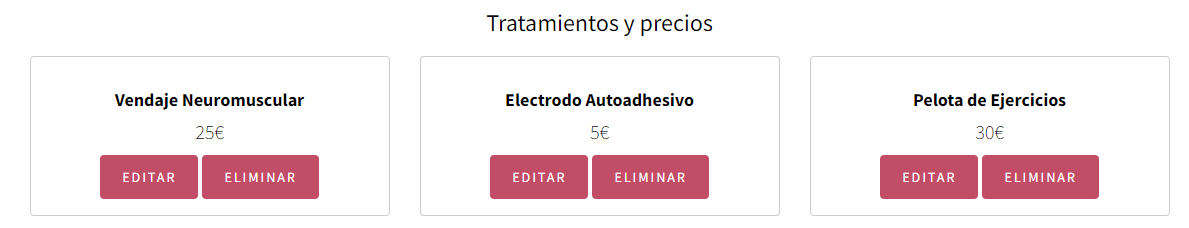 Tratamientos y precios
Vendaje Neuromuscular
25€
EDITAR ELIMINAR
Electrodo Autoadhesivo
5€
EDITAR ELIMINAR
Pelota de Ejercicios
30€
EDITAR ELIMINAR